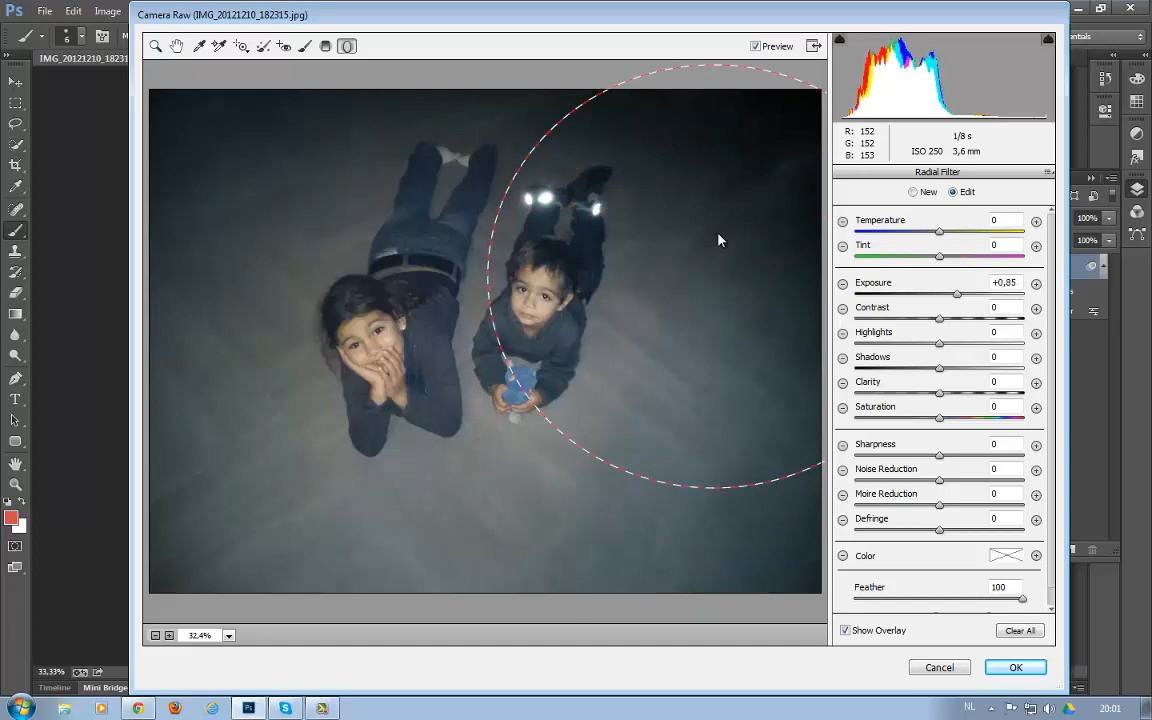 Ps File Edit Image
Camera Raw (IMG_20121210_182315.jpg)
6
IMG_20121210_1823
entials
Preview
R: 152
G: 152
B: 153
1/8 s
ISO 250 3,6 mm
Radial Filter
New Edit
Temperature 0
Tint 0
Exposure +0,85
Contrast 0
Highlights 0
Shadows 0
Clarity 0
Saturation 0
Sharpness 0
Noise Reduction 0
Moire Reduction 0
Defringe 0
Color
Feather 100
100%
100%
Show Overlay Clear All
32,4%
Cancel OK
33,33%
Timeline Mini Bridge
NL 20:01